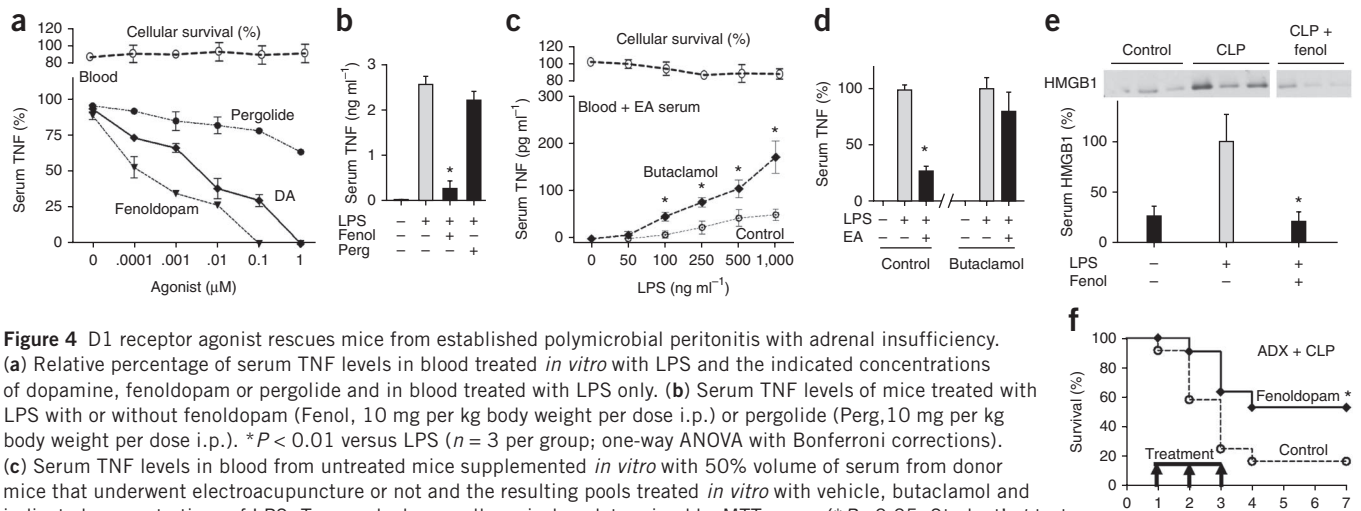 a
Cellular survival (%)
100
80
Blood
100
75
50
25
0
Serum TNF (%)
Pergolide
DA
Fenoldopam
0 .0001 .001 .01 0.1 1
Agonist (μM)
b
3
2
1
0
Serum TNF (ng ml⁻¹)
*
LPS – + + +
Fenol – – + –
Perg – – – +
c
Cellular survival (%)
100
80
300
Blood + EA serum
200
100
0
Serum TNF (pg ml⁻¹)
Butaclamol
* * * *
Control
0 50 100 250 500 1,000
LPS (ng ml⁻¹)
d
100
50
0
Serum TNF (%)
*
LPS – + + – + +
EA – – + – – +
Control Butaclamol
e
Control CLP CLP + fenol
HMGB1
100
50
0
Serum HMGB1 (%)
*
LPS – + +
Fenol – – +
f
100
80
60
40
20
0
Survival (%)
ADX + CLP
Fenoldopam *
Control
Treatment
0 1 2 3 4 5 6 7
Figure 4 D1 receptor agonist rescues mice from established polymicrobial peritonitis with adrenal insufficiency.
(a) Relative percentage of serum TNF levels in blood treated in vitro with LPS and the indicated concentrations
of dopamine, fenoldopam or pergolide and in blood treated with LPS only. (b) Serum TNF levels of mice treated with
LPS with or without fenoldopam (Fenol, 10 mg per kg body weight per dose i.p.) or pergolide (Perg,10 mg per kg
body weight per dose i.p.). *P < 0.01 versus LPS (n = 3 per group; one-way ANOVA with Bonferroni corrections).
(c) Serum TNF levels in blood from untreated mice supplemented in vitro with 50% volume of serum from donor
mice that underwent electroacupuncture or not and the resulting pools treated in vitro with vehicle, butaclamol and